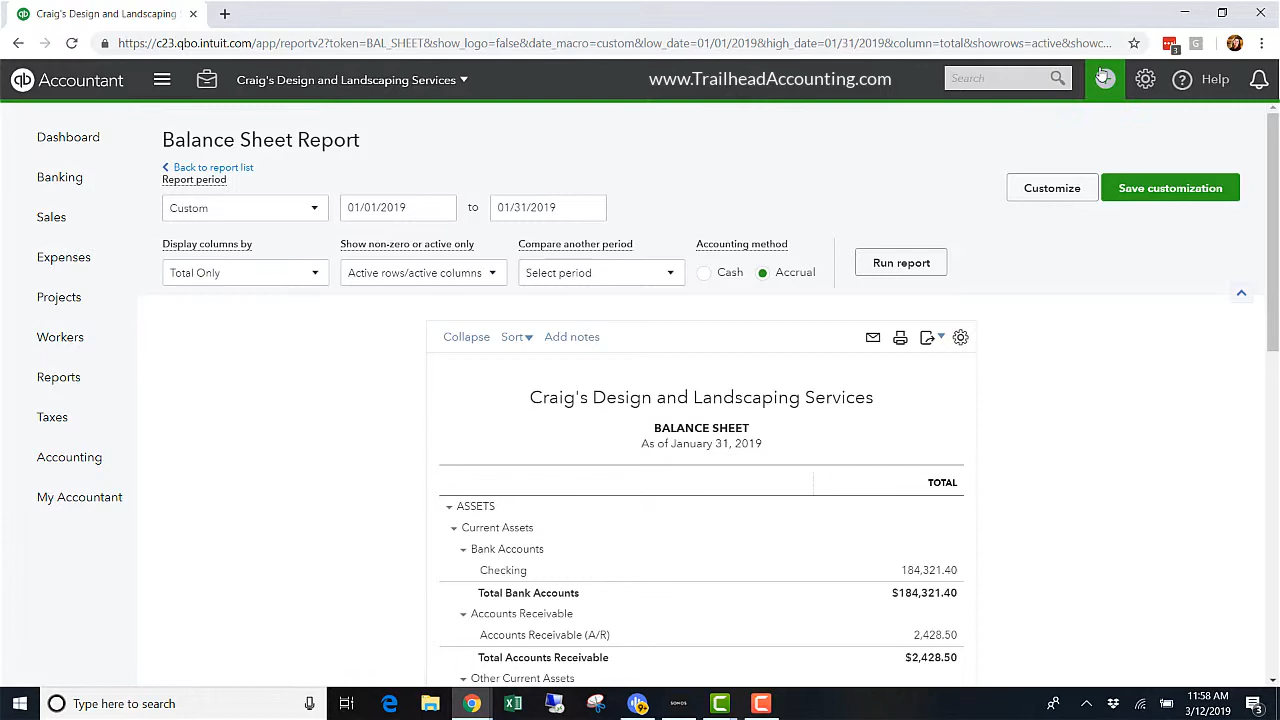 Craig's Design and Landscaping
https://c23.qbo.intuit.com/app/reportv2?token=BAL_SHEET&show_logo=false&date_macro=custom&low_date=01/01/2019&high_date=01/31/2019&column=total&showrows=active&showc...
3
G
qb Accountant
Craig's Design and Landscaping Services
www.TrailheadAccounting.com
Search
Help
Dashboard
Banking
Sales
Expenses
Projects
Workers
Reports
Taxes
Accounting
My Accountant
Balance Sheet Report
Back to report list
Report period
Custom
01/01/2019
to
01/31/2019
Customize
Save customization
Display columns by
Show non-zero or active only
Compare another period
Accounting method
Total Only
Active rows/active columns
Select period
Cash
Accrual
Run report
Collapse
Sort
Add notes
Craig's Design and Landscaping Services
BALANCE SHEET
As of January 31, 2019
TOTAL
ASSETS
Current Assets
Bank Accounts
Checking 184,321.40
Total Bank Accounts $184,321.40
Accounts Receivable
Accounts Receivable (A/R) 2,428.50
Total Accounts Receivable $2,428.50
Other Current Assets
Type here to search
9+
SONOS
11:58 AM
3/12/2019
3